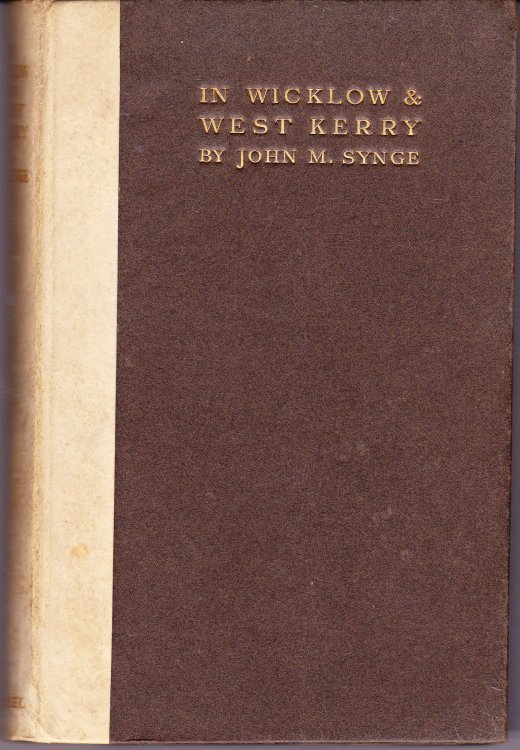 IN WICKLOW &
WEST KERRY
BY JOHN M. SYNGE